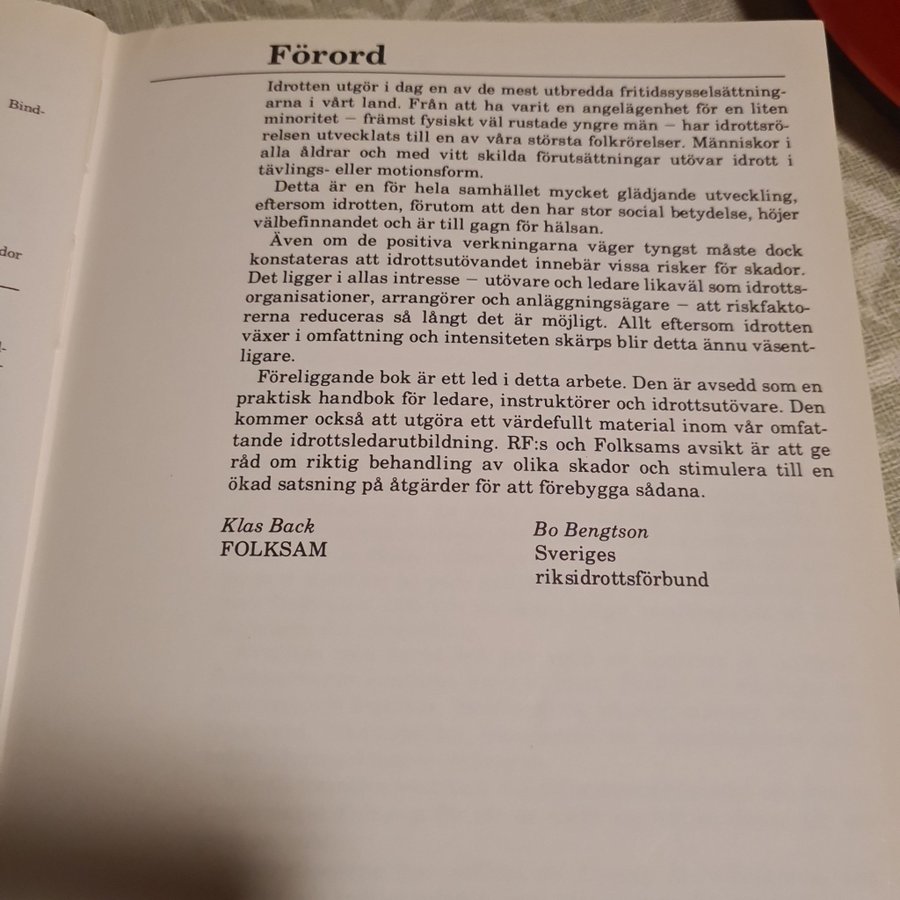 Bind-
dor
Förord
Idrotten utgör i dag en av de mest utbredda fritidssysselsättning-
arna i vårt land. Från att ha varit en angelägenhet för en liten
minoritet – främst fysiskt väl rustade yngre män – har idrottsrö-
relsen utvecklats till en av våra största folkrörelser. Människor i
alla åldrar och med vitt skilda förutsättningar utövar idrott i
tävlings- eller motionsform.
Detta är en för hela samhället mycket glädjande utveckling,
eftersom idrotten, förutom att den har stor social betydelse, höjer
välbefinnandet och är till gagn för hälsan.
Även om de positiva verkningarna väger tyngst måste dock
konstateras att idrottsutövandet innebär vissa risker för skador.
Det ligger i allas intresse – utövare och ledare likaväl som idrotts-
organisationer, arrangörer och anläggningsägare – att riskfakto-
rerna reduceras så långt det är möjligt. Allt eftersom idrotten
växer i omfattning och intensiteten skärps blir detta ännu väsent-
ligare.
Föreliggande bok är ett led i detta arbete. Den är avsedd som en
praktisk handbok för ledare, instruktörer och idrottsutövare. Den
kommer också att utgöra ett värdefullt material inom vår omfat-
tande idrottsledarutbildning. RF:s och Folksams avsikt är att ge
råd om riktig behandling av olika skador och stimulera till en
ökad satsning på åtgärder för att förebygga sådana.
Klas Back
FOLKSAM
Bo Bengtson
Sveriges
riksidrottsförbund